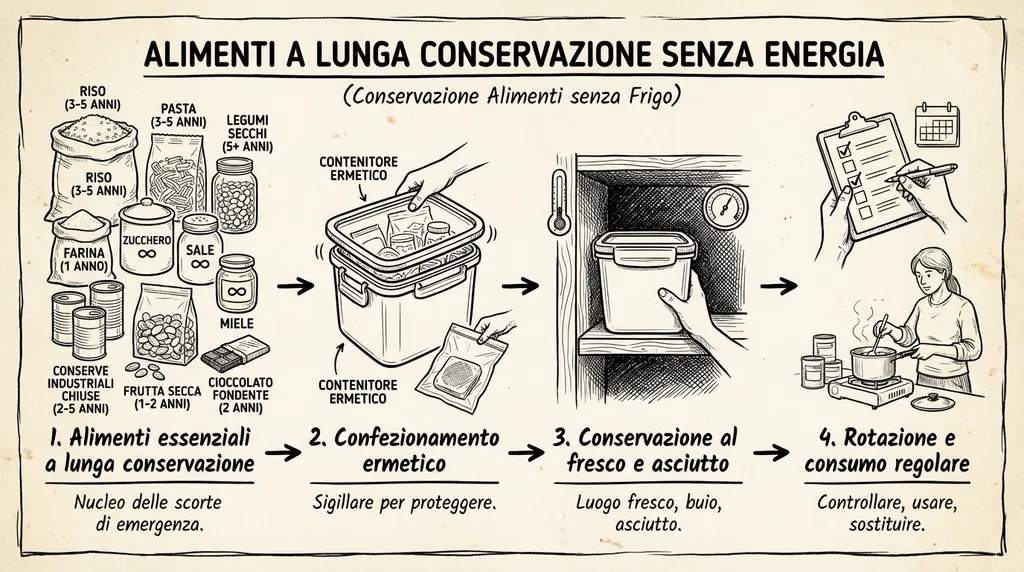 ALIMENTI A LUNGA CONSERVAZIONE SENZA ENERGIA
(Conservazione Alimenti senza Frigo)
RISO
(3-5 ANNI)
PASTA
(3-5 ANNI)
LEGUMI
SECCHI
(5+ ANNI)
RISO
(3-5 ANNI)
FARINA
(1 ANNO)
ZUCCHERO
∞
SALE
∞
∞
MIELE
CONSERVE
INDUSTRIALI
CHIUSE
(2-5 ANNI)
FRUTTA SECCA
(1-2 ANNI)
CIOCCOLATO
FONDENTE
(2 ANNI)
CONTENITORE
ERMETICO
CONTENITORE
ERMETICO
1. Alimenti essenziali
a lunga conservazione
Nucleo delle scorte
di emergenza.
2. Confezionamento
ermetico
Sigillare per proteggere.
3. Conservazione al
fresco e asciutto
Luogo fresco, buio,
asciutto.
4. Rotazione e
consumo regolare
Controllare, usare,
sostituire.